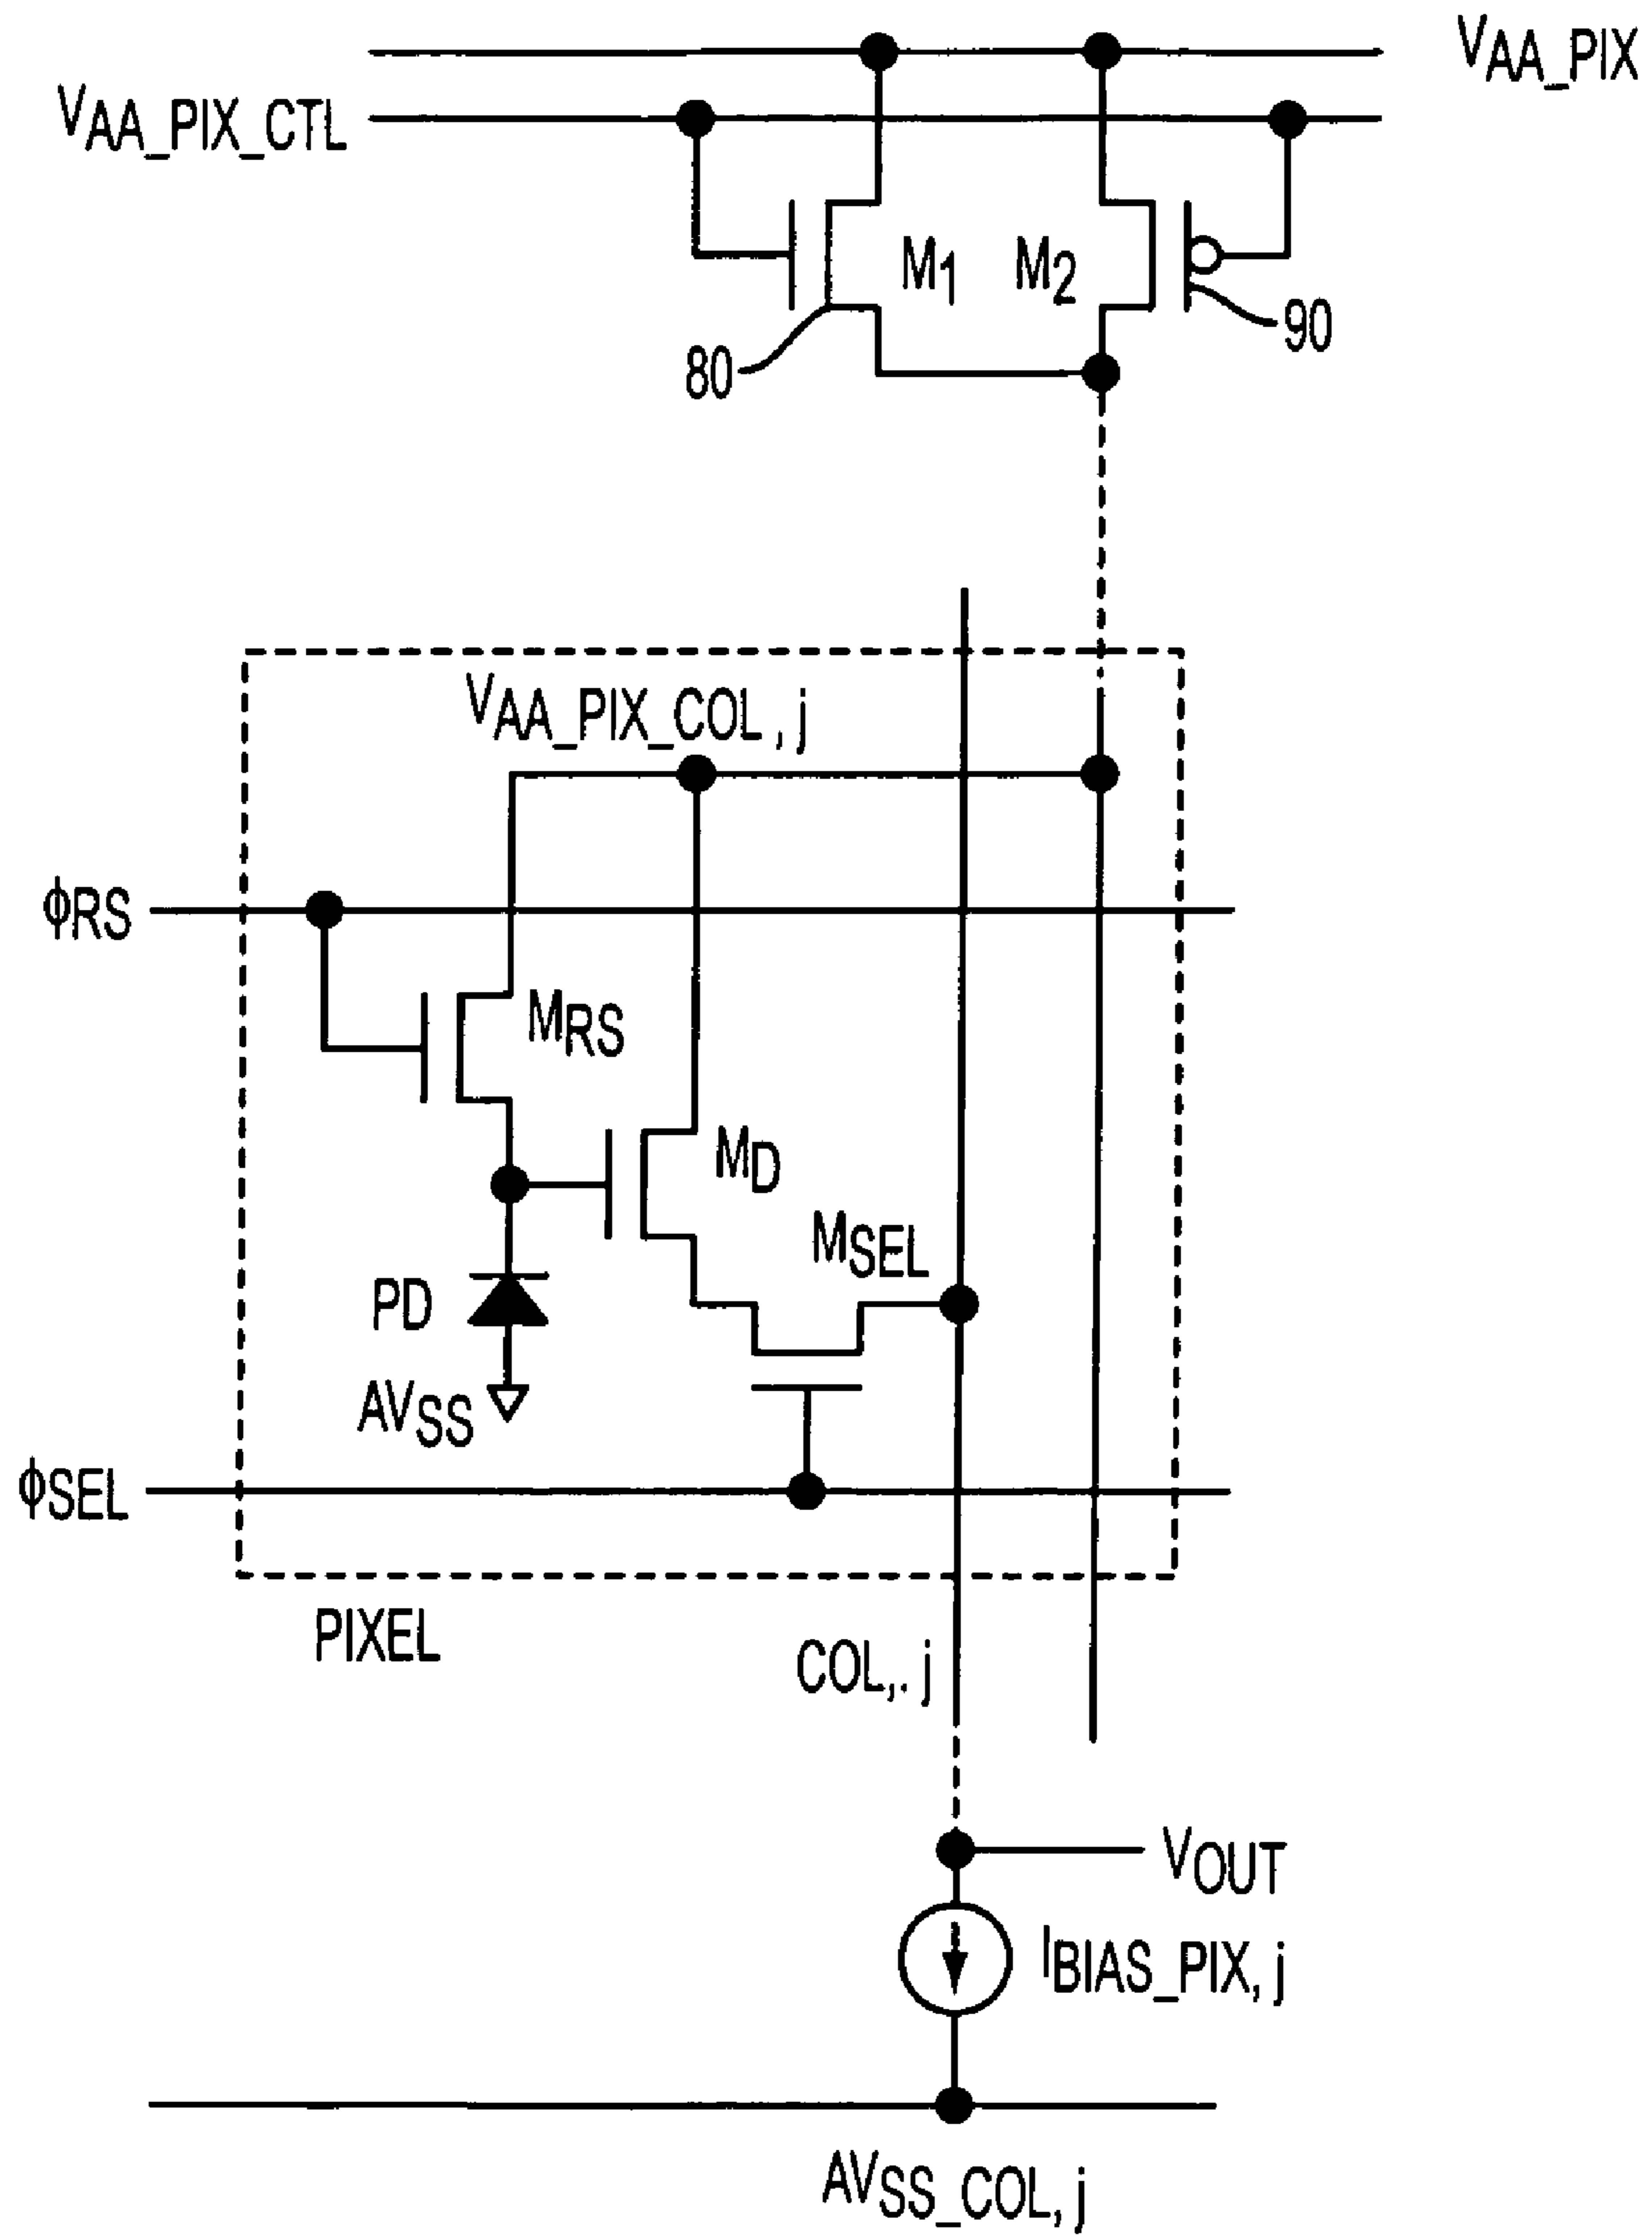 VAA_PIX
VAA_PIX_CTL
M1 M2
80
90
VAA_PIX_COL, j
ϕRS
MRS
MD
MSEL
PD
AVSS
ϕSEL
PIXEL
COL,. j
VOUT
IBIAS_PIX, j
AVSS_COL, j